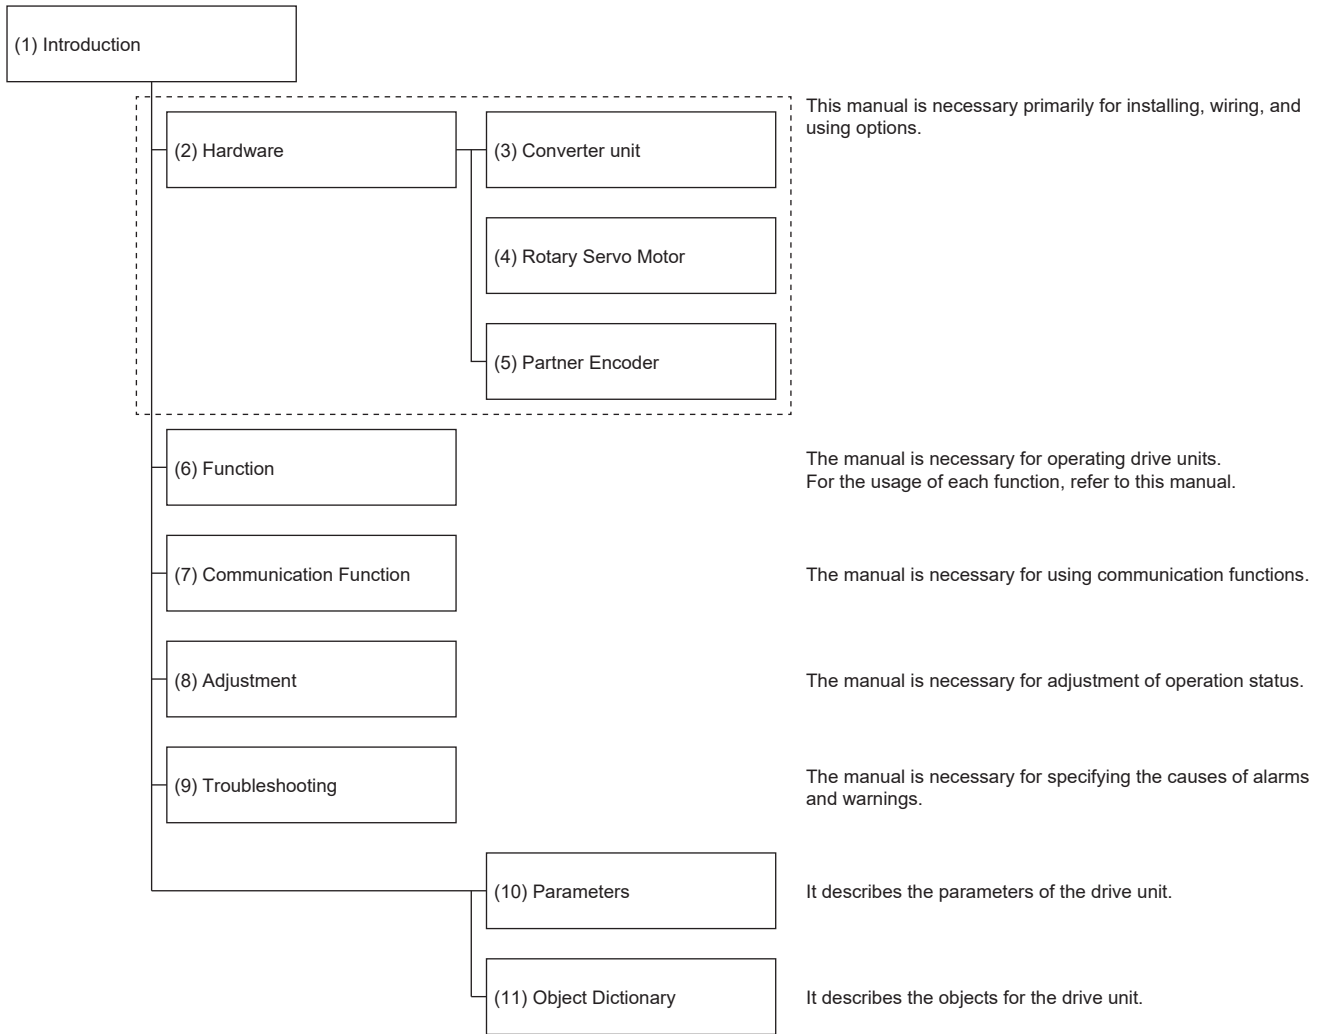 (1) Introduction
This manual is necessary primarily for installing, wiring, and
using options.
(2) Hardware
(3) Converter unit
(4) Rotary Servo Motor
(5) Partner Encoder
(6) Function
The manual is necessary for operating drive units.
For the usage of each function, refer to this manual.
(7) Communication Function
The manual is necessary for using communication functions.
(8) Adjustment
The manual is necessary for adjustment of operation status.
(9) Troubleshooting
The manual is necessary for specifying the causes of alarms
and warnings.
(10) Parameters
It describes the parameters of the drive unit.
(11) Object Dictionary
It describes the objects for the drive unit.